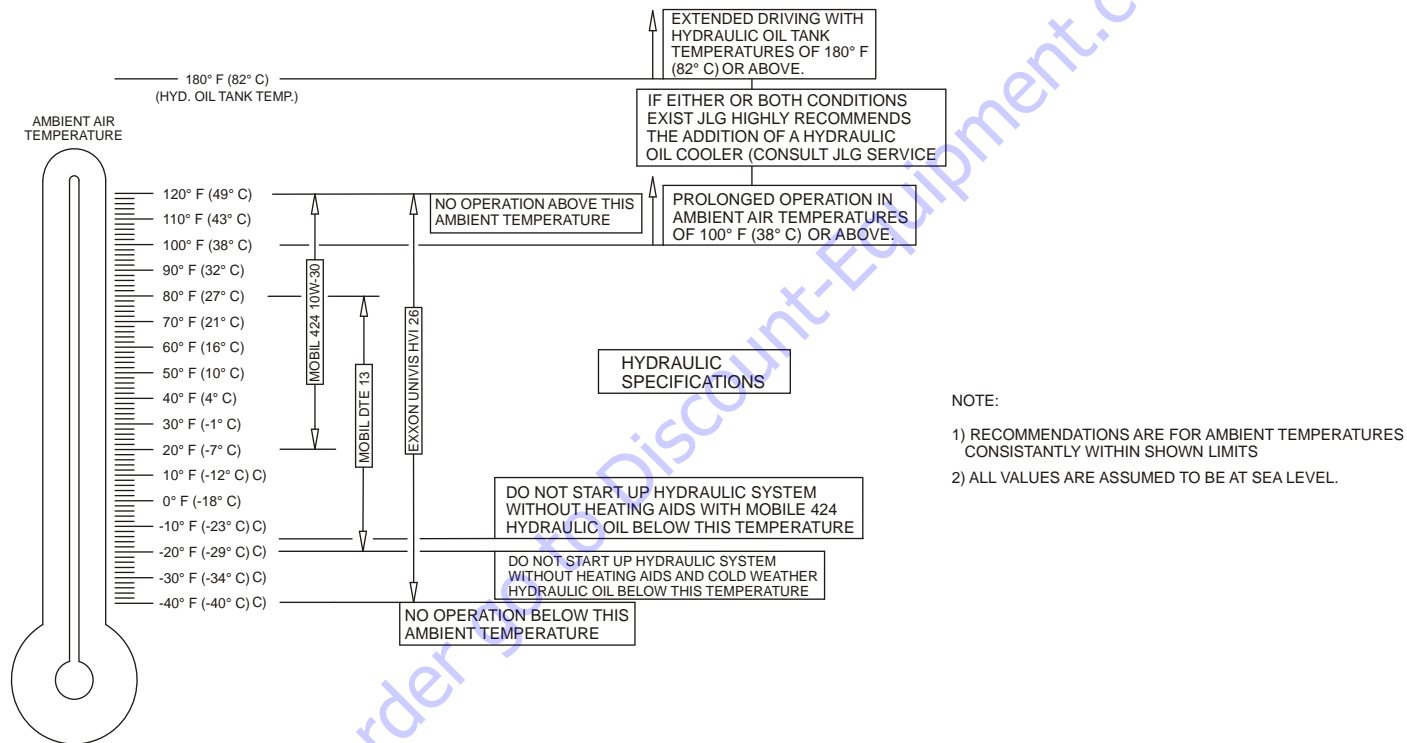 EXTENDED DRIVING WITH
HYDRAULIC OIL TANK
TEMPERATURES OF 180° F
(82° C) OR ABOVE.
180° F (82° C)
(HYD. OIL TANK TEMP.)
IF EITHER OR BOTH CONDITIONS
EXIST JLG HIGHLY RECOMMENDS
THE ADDITION OF A HYDRAULIC
OIL COOLER (CONSULT JLG SERVICE
AMBIENT AIR
TEMPERATURE
120° F (49° C)
110° F (43° C)
100° F (38° C)
90° F (32° C)
80° F (27° C)
70° F (21° C)
60° F (16° C)
50° F (10° C)
40° F (4° C)
30° F (-1° C)
20° F (-7° C)
10° F (-12° C) C)
0° F (-18° C)
-10° F (-23° C) C)
-20° F (-29° C) C)
-30° F (-34° C) C)
-40° F (-40° C) C)
MOBIL 424 10W-30
MOBIL DTE 13
EXXON UNIVIS HVI 26
NO OPERATION ABOVE THIS
AMBIENT TEMPERATURE
PROLONGED OPERATION IN
AMBIENT AIR TEMPERATURES
OF 100° F (38° C) OR ABOVE.
HYDRAULIC
SPECIFICATIONS
DO NOT START UP HYDRAULIC SYSTEM
WITHOUT HEATING AIDS WITH MOBILE 424
HYDRAULIC OIL BELOW THIS TEMPERATURE
DO NOT START UP HYDRAULIC SYSTEM
WITHOUT HEATING AIDS AND COLD WEATHER
HYDRAULIC OIL BELOW THIS TEMPERATURE
NO OPERATION BELOW THIS
AMBIENT TEMPERATURE
NOTE:
1) RECOMMENDATIONS ARE FOR AMBIENT TEMPERATURES
CONSISTANTLY WITHIN SHOWN LIMITS
2) ALL VALUES ARE ASSUMED TO BE AT SEA LEVEL.
rder go to Discount-Equipment.c